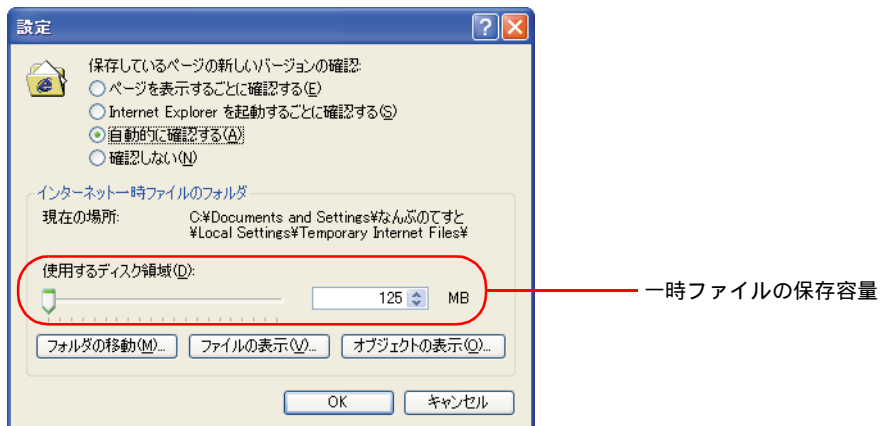 設定
保存しているページの新しいバージョンの確認:
ページを表示するごとに確認する(E)
Internet Explorer を起動するごとに確認する(S)
自動的に確認する(A)
確認しない(N)
インターネット一時ファイルのフォルダ
現在の場所: C:¥Documents and Settings¥なんぶのてすと
¥Local Settings¥Temporary Internet Files¥
使用するディスク領域(D):
125 MB
一時ファイルの保存容量
フォルダの移動(M)... ファイルの表示(V)... オブジェクトの表示(O)...
OK キャンセル